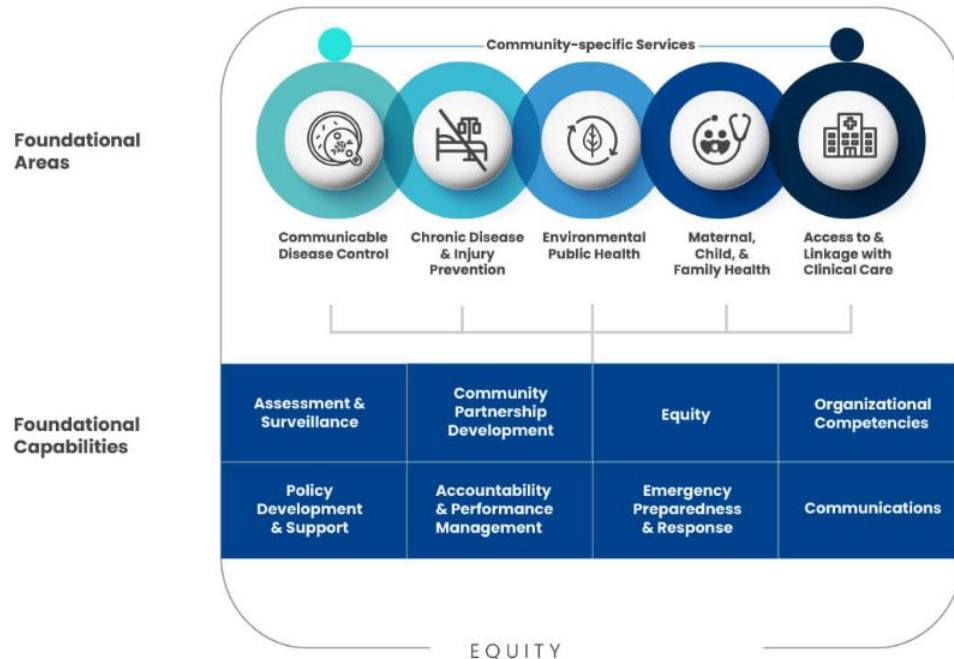 Community-specific Services
Foundational
Areas
Communicable
Disease Control
Chronic Disease
& Injury
Prevention
Environmental
Public Health
Maternal,
Child, &
Family Health
Access to &
Linkage with
Clinical Care
Foundational
Capabilities
Assessment &
Surveillance
Community
Partnership
Development
Equity
Organizational
Competencies
Policy
Development
& Support
Accountability
& Performance
Management
Emergency
Preparedness
& Response
Communications
EQUITY